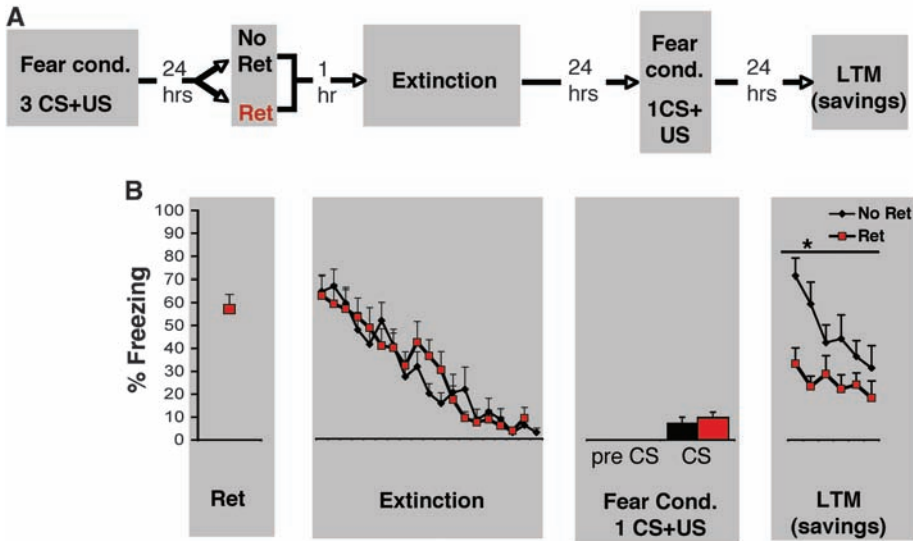 A
Fear cond.
3 CS+US
24
hrs
No
Ret
Ret
1
hr
Extinction
24
hrs
Fear
cond.
1CS+
US
24
hrs
LTM
(savings)
B
% Freezing
100
90
80
70
60
50
40
30
20
10
0
Ret
Extinction
pre CS
CS
Fear Cond.
1 CS+US
No Ret
Ret
*
LTM
(savings)